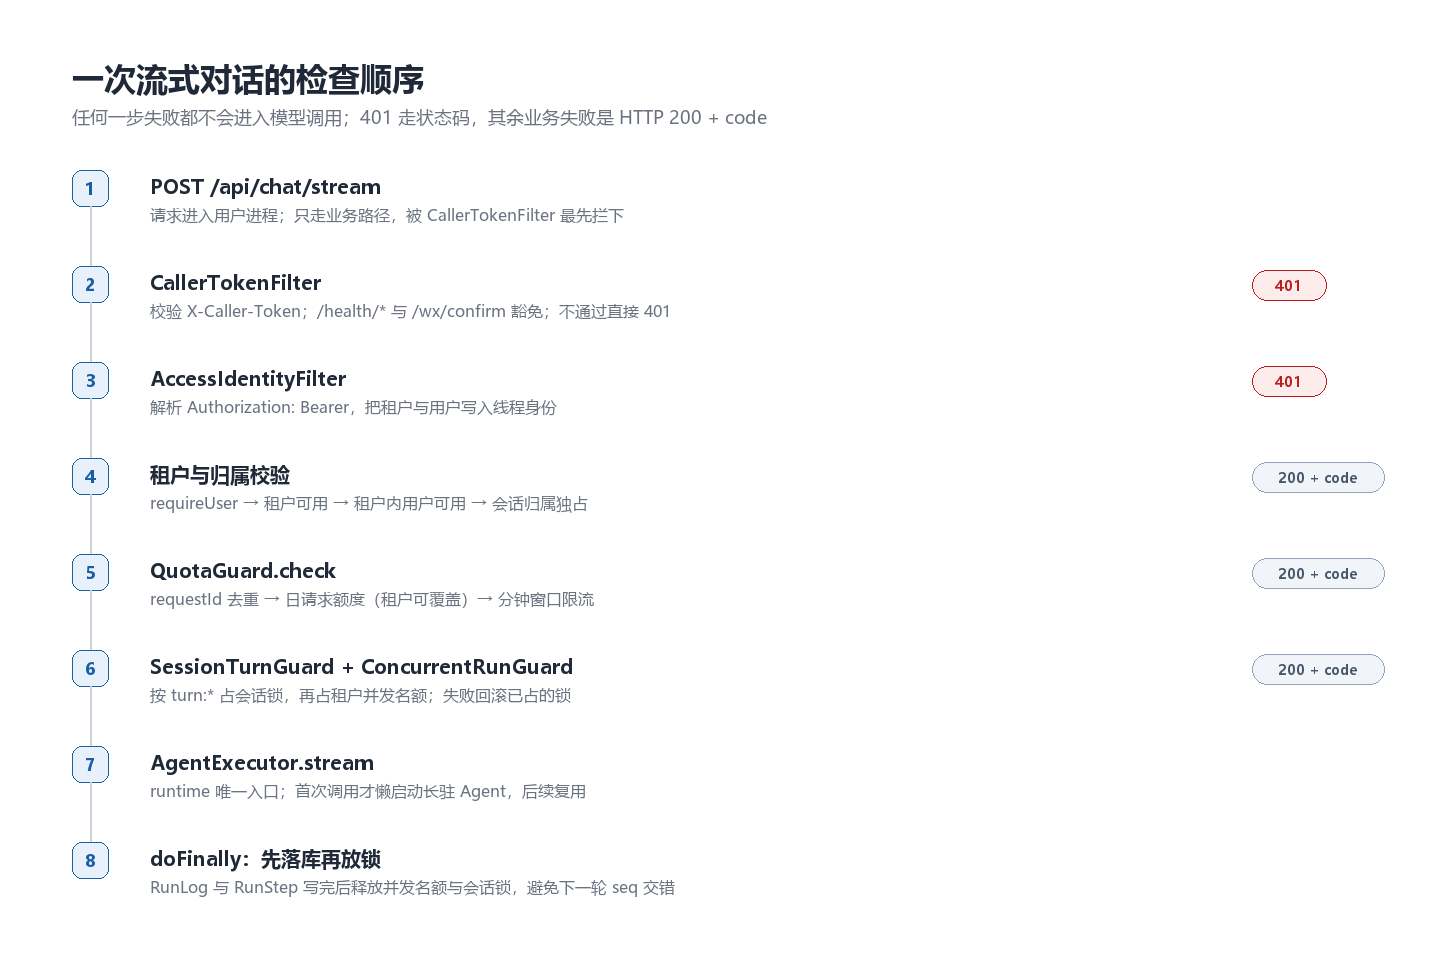 一次流式对话的检查顺序
任何一步失败都不会进入模型调用；401 走状态码，其余业务失败是 HTTP 200 + code
1
POST /api/chat/stream
请求进入用户进程；只走业务路径，被 CallerTokenFilter 最先拦下
2
CallerTokenFilter
401
校验 X-Caller-Token；/health/* 与 /wx/confirm 豁免；不通过直接 401
3
AccessIdentityFilter
401
解析 Authorization: Bearer，把租户与用户写入线程身份
4
租户与归属校验
200 + code
requireUser → 租户可用 → 租户内用户可用 → 会话归属独占
5
QuotaGuard.check
200 + code
requestId 去重 → 日请求额度（租户可覆盖）→ 分钟窗口限流
6
SessionTurnGuard + ConcurrentRunGuard
200 + code
按 turn:* 占会话锁，再占租户并发名额；失败回滚已占的锁
7
AgentExecutor.stream
runtime 唯一入口；首次调用才懒启动长驻 Agent，后续复用
8
doFinally：先落库再放锁
RunLog 与 RunStep 写完后释放并发名额与会话锁，避免下一轮 seq 交错